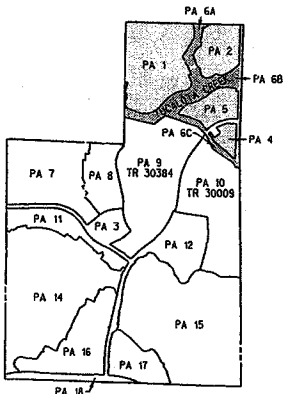 PA 6A
PA 2
PA 1
PA 6B
PA 5
PA 6C
PA 4
PA 9
TR 30384
PA 7
PA 8
PA 10
TR 30009
PA 11
PA 3
PA 12
PA 14
PA 15
PA 16
PA 17
PA 18